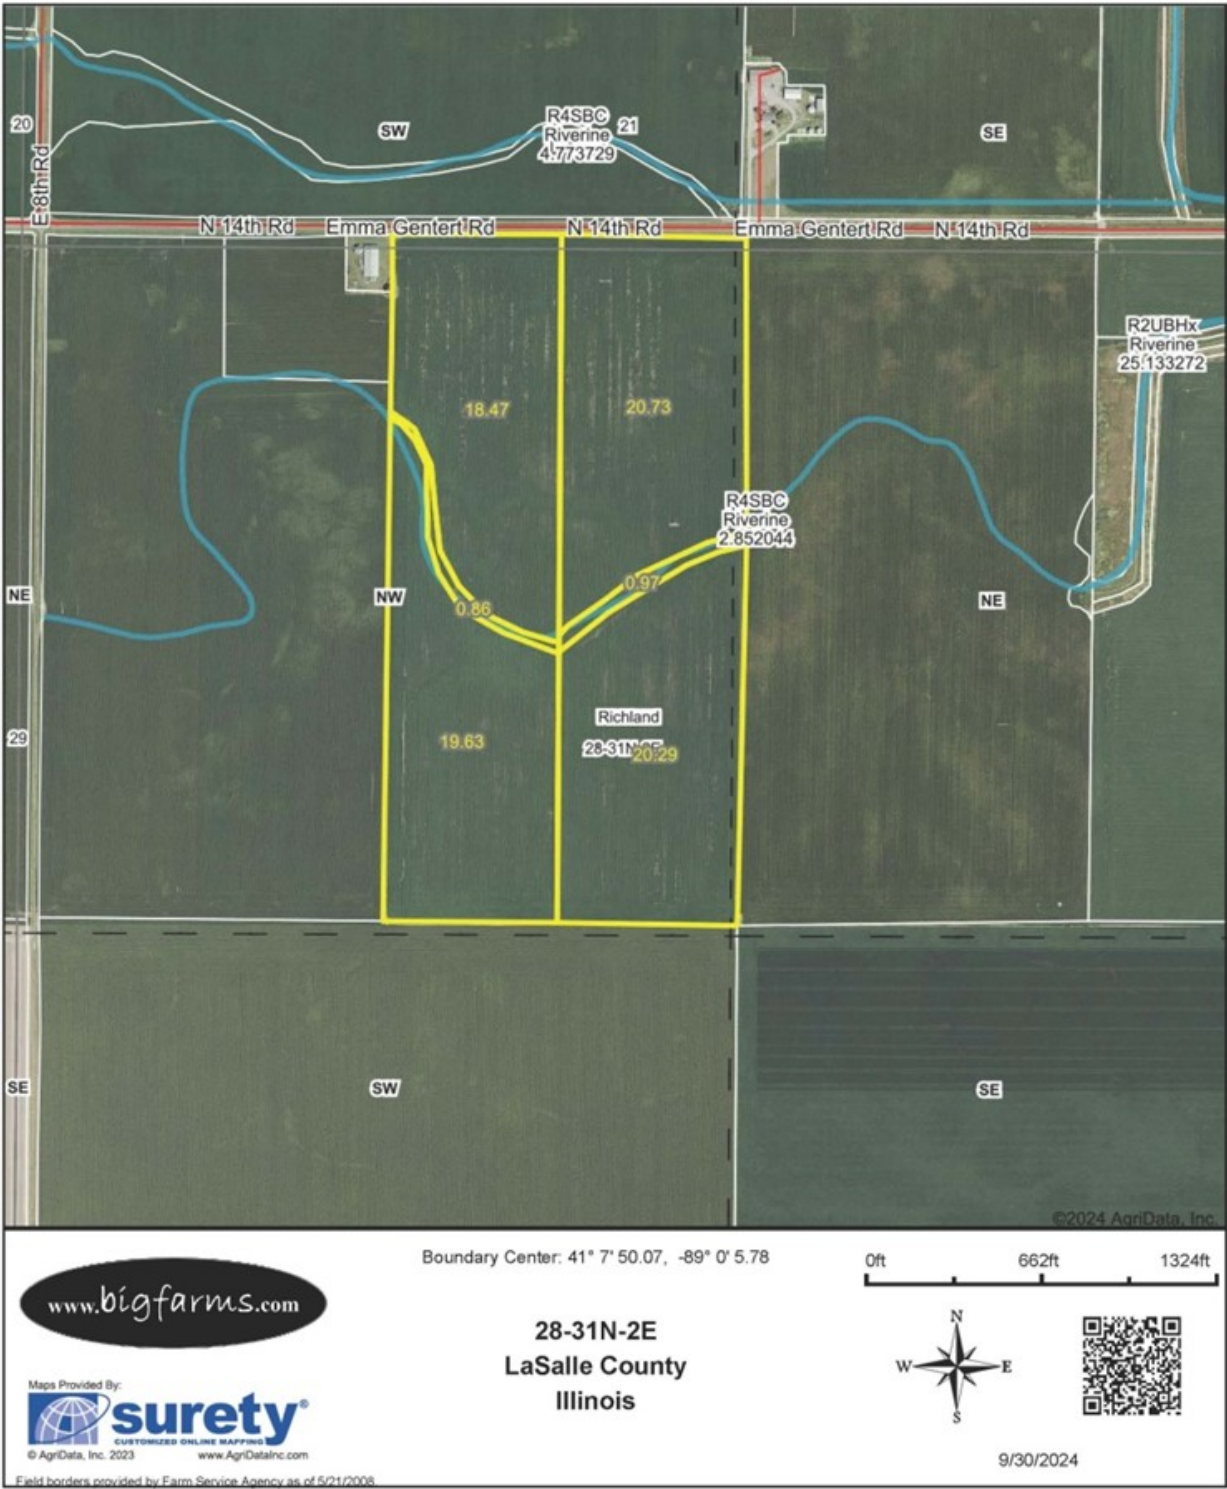 20
E 8th Rd
SW
R4SBC
Riverine
4.773729
21
SE
N 14th Rd
Emma Gentert Rd
N 14th Rd
Emma Gentert Rd
N 14th Rd
R2UBHx
Riverine
25.133272
18.47
20.73
R4SBC
Riverine
2.852044
NE
NW
0.86
0.97
NE
29
19.63
Richland
28-31N-2E
20.29
SE
SW
SE
©2024 AgriData, Inc.
www.bigfarms.com
Boundary Center: 41° 7' 50.07, -89° 0' 5.78
0ft 662ft 1324ft
28-31N-2E
LaSalle County
Illinois
N
W E
S
Maps Provided By:
surety®
CUSTOMIZED ONLINE MAPPING
© AgriData, Inc. 2023 www.AgriDataInc.com
9/30/2024
Field borders provided by Farm Service Agency as of 5/21/2008.